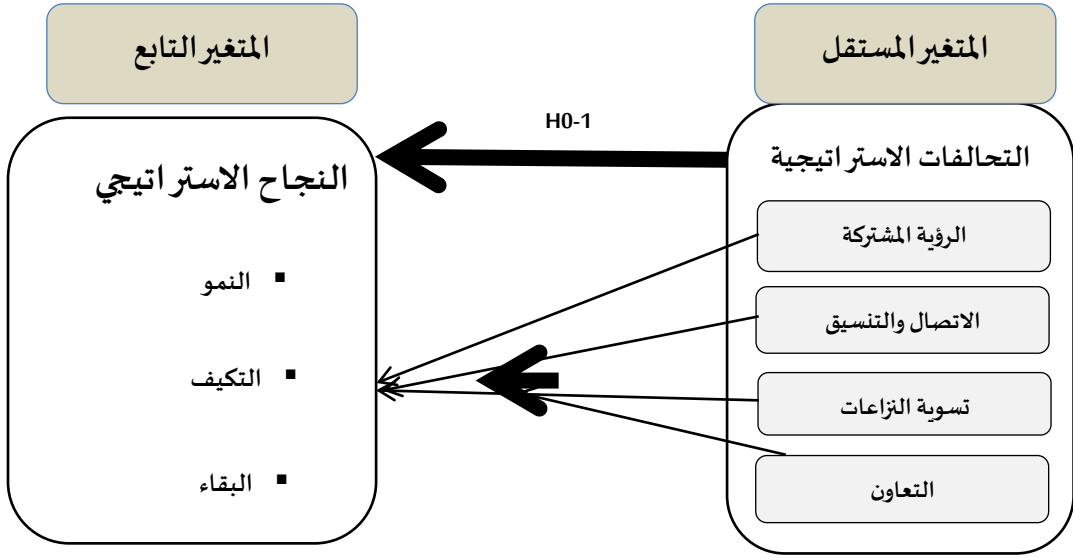 المتغير المستقل
التحالفات الاستراتيجية
الرؤية المشتركة
الاتصال والتنسيق
تسوية النزاعات
التعاون
H0-1
المتغير التابع
النجاح الاستراتيجي
▪ النمو
▪ التكيف
▪ البقاء